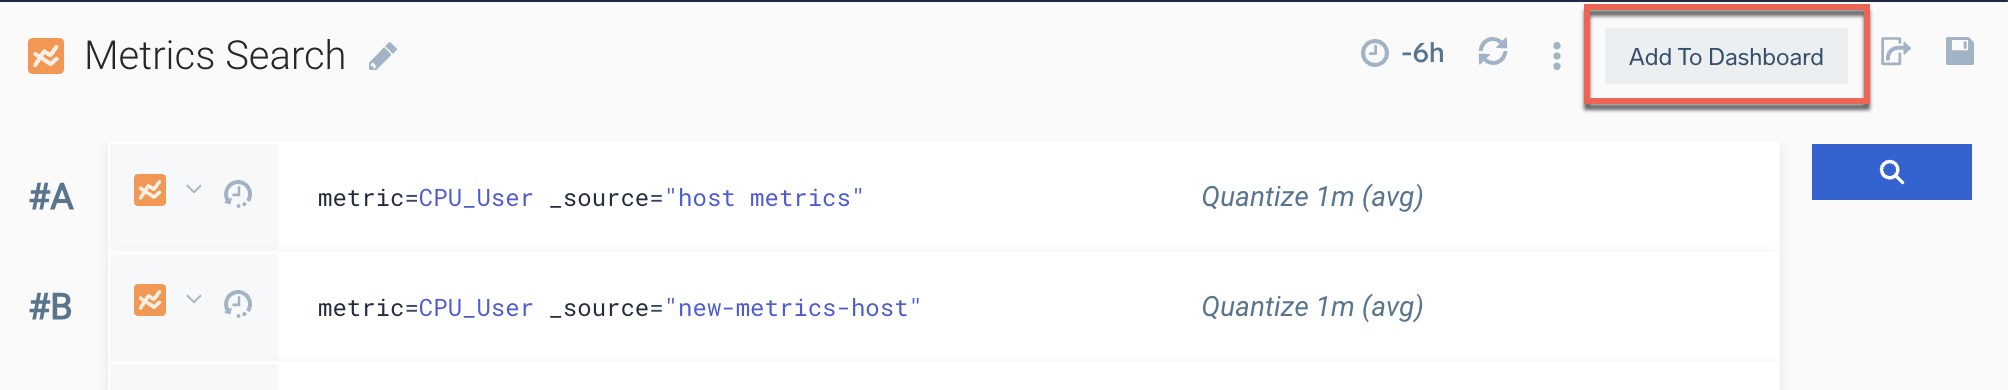 Metrics Search
-6h
Add To Dashboard
#A
metric=CPU_User _source="host metrics"
Quantize 1m (avg)
#B
metric=CPU_User _source="new-metrics-host"
Quantize 1m (avg)